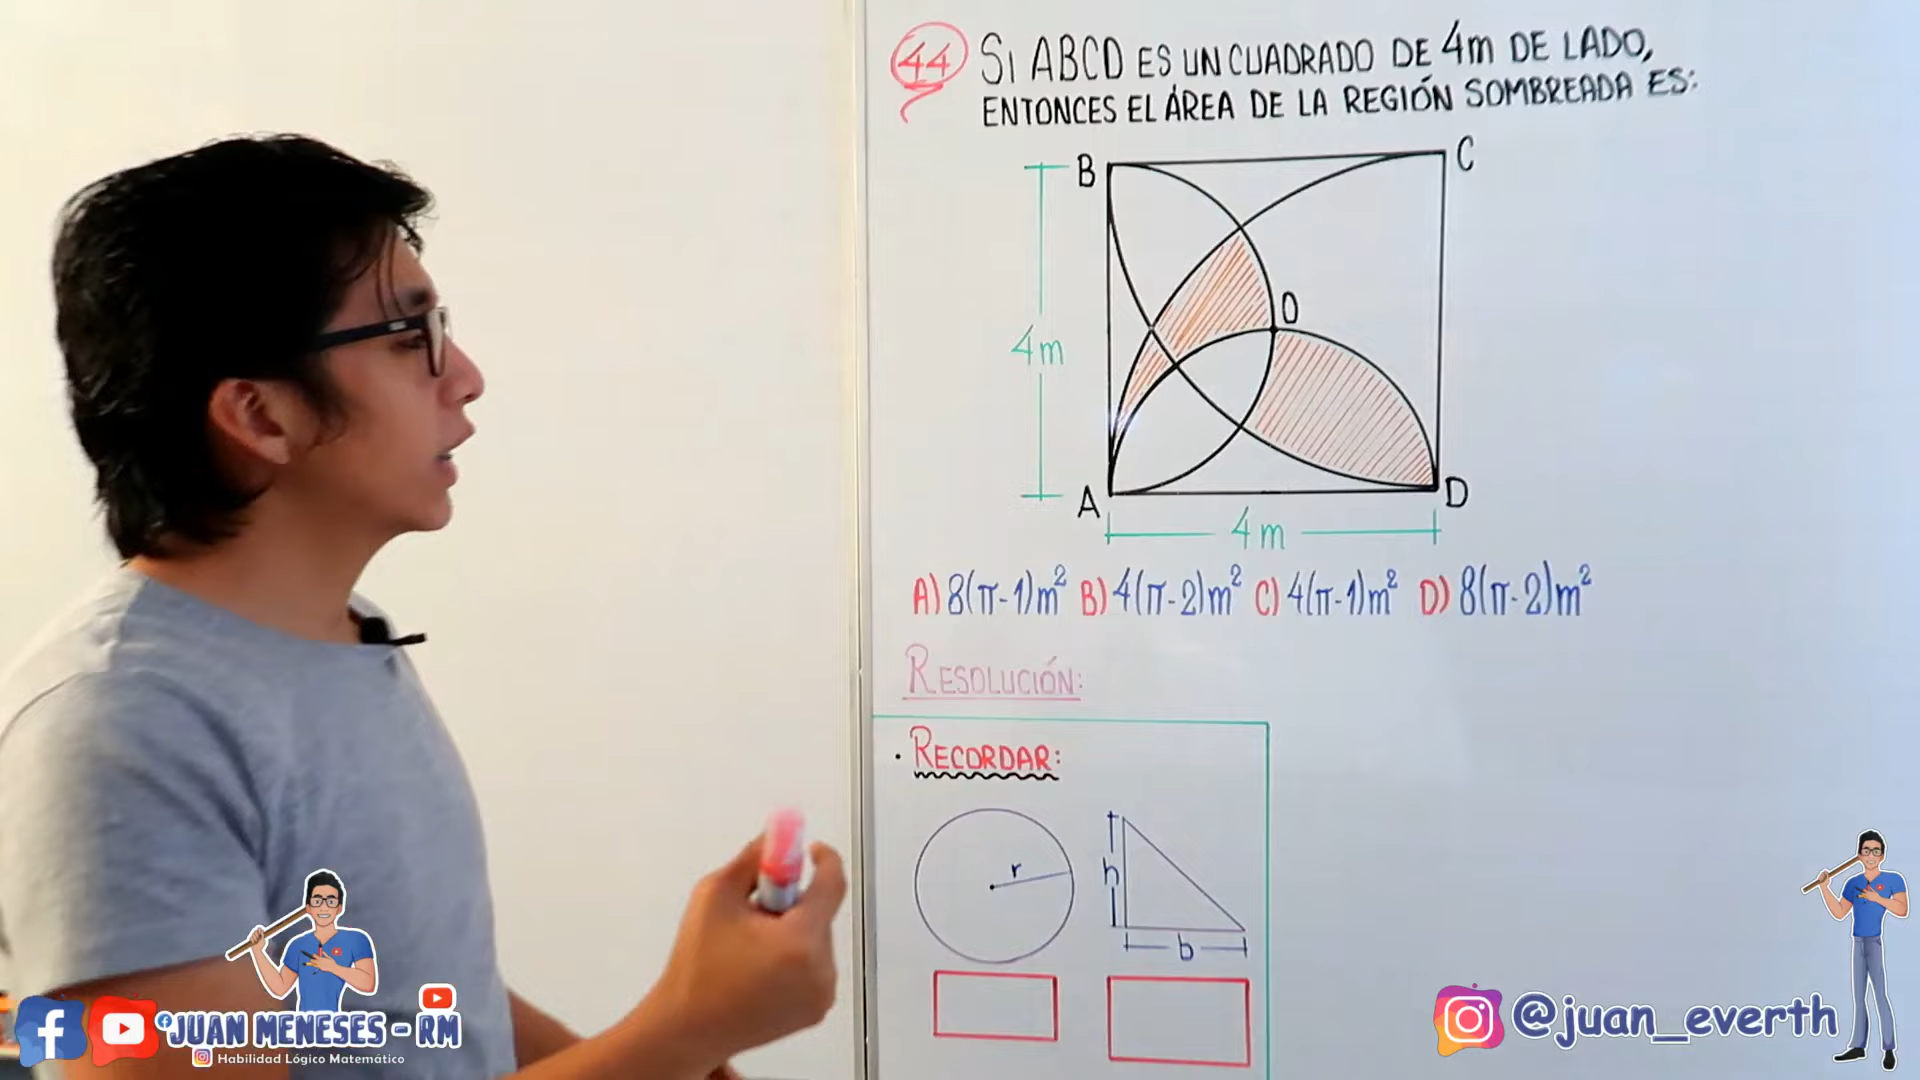 44 SI ABCD ES UN CUADRADO DE 4m DE LADO,
ENTONCES EL ÁREA DE LA REGIÓN SOMBREADA ES:
B
C
O
4m
A
D
4m
A) 8(π-1)m² B) 4(π-2)m² C) 4(π-1)m² D) 8(π-2)m²
RESOLUCIÓN:
· RECORDAR:
r
h
b
JUAN MENESES - RM
Habilidad Lógico Matemático
@juan_everth